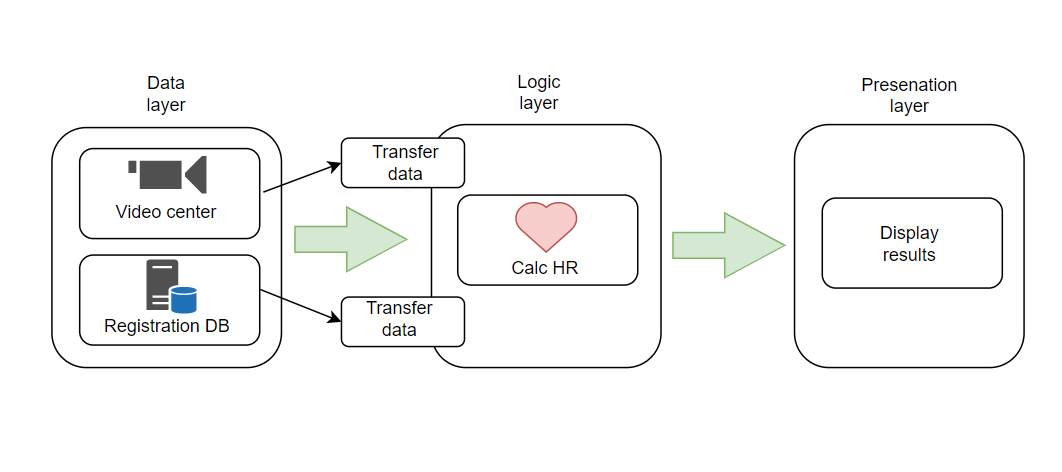 Data
layer
Video center
Registration DB
Transfer
data
Transfer
data
Logic
layer
Calc HR
Presenation
layer
Display
results